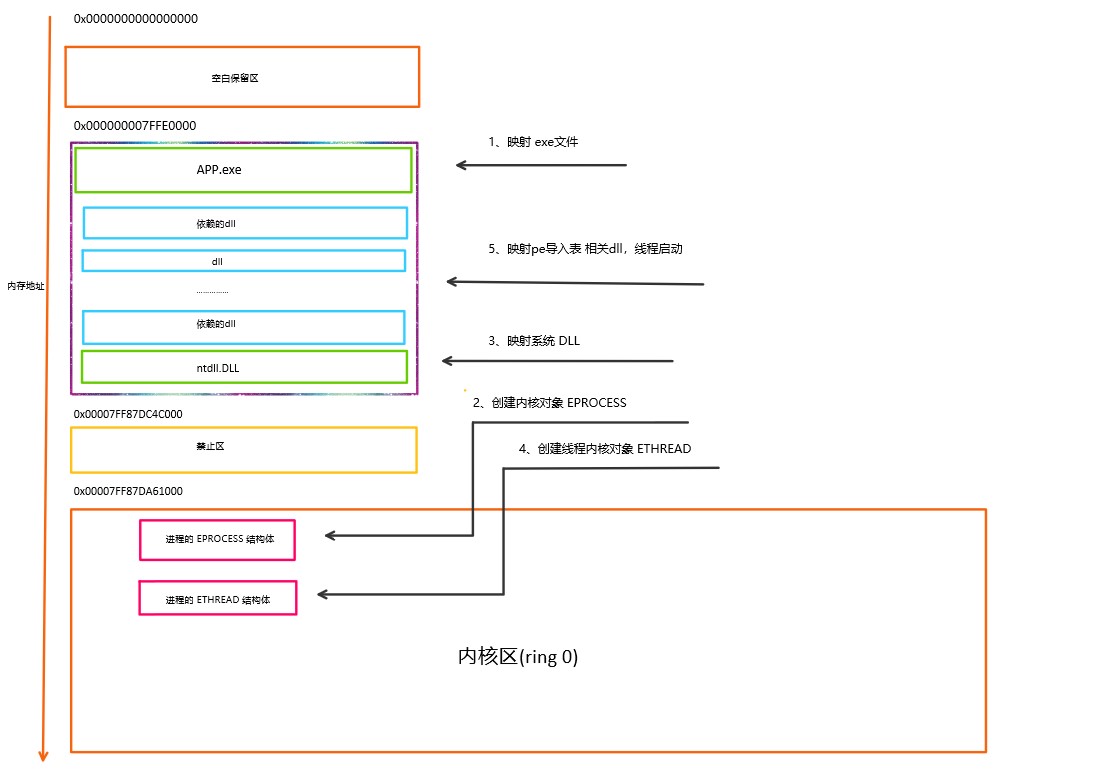 0x0000000000000000
空白保留区
0x000000007FFE0000
1、映射 exe文件
APP.exe
依赖的dll
5、映射pe导入表 相关dll，线程启动
dll
内存地址
……………
依赖的dll
3、映射系统 DLL
ntdll.DLL
2、创建内核对象 EPROCESS
0x00007FF87DC4C000
禁止区
4、创建线程内核对象 ETHREAD
0x00007FF87DA61000
进程的 EPROCESS 结构体
进程的 ETHREAD 结构体
内核区(ring 0)